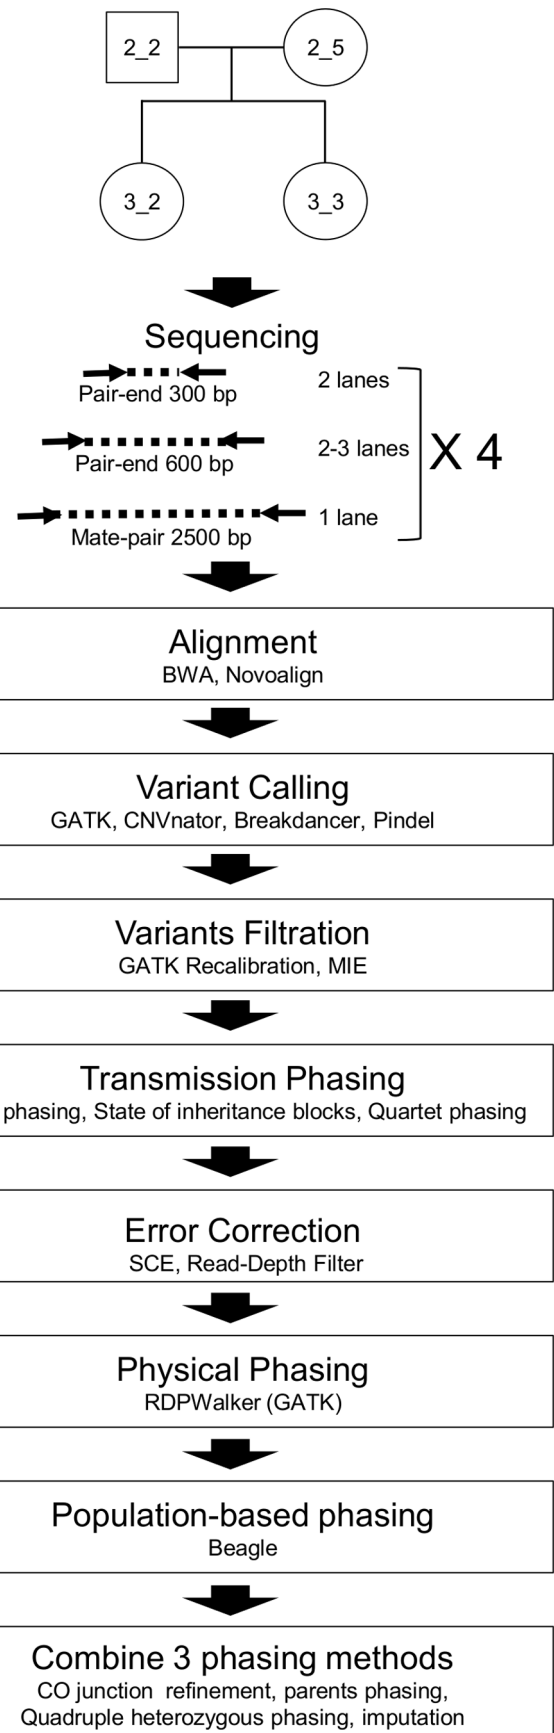 2_2
2_5
3_2
3_3
Sequencing
2 lanes
Pair-end 300 bp
2-3 lanes
X 4
Pair-end 600 bp
1 lane
Mate-pair 2500 bp
Alignment
BWA, Novoalign
Variant Calling
GATK, CNVnator, Breakdancer, Pindel
Variants Filtration
GATK Recalibration, MIE
Transmission Phasing
phasing, State of inheritance blocks, Quartet phasing
Error Correction
SCE, Read-Depth Filter
Physical Phasing
RDPWalker (GATK)
Population-based phasing
Beagle
Combine 3 phasing methods
CO junction refinement, parents phasing,
Quadruple heterozygous phasing, imputation